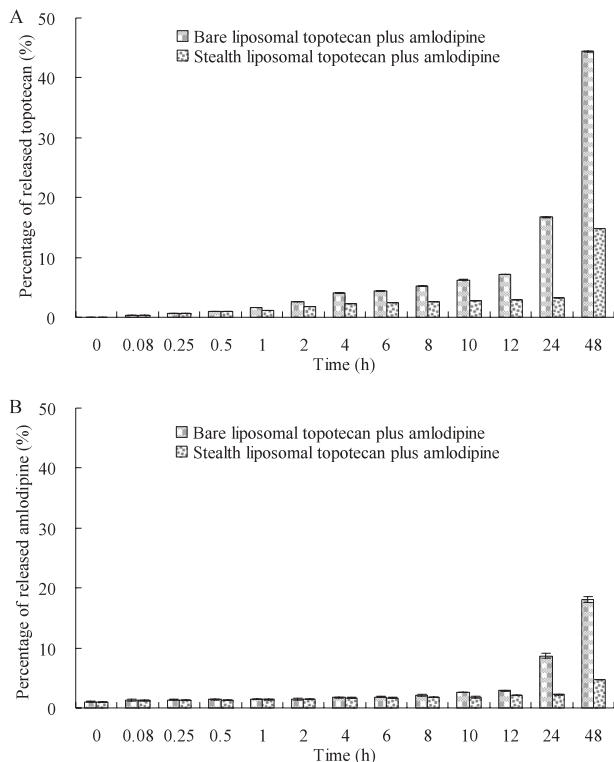 A
50
40
30
20
10
0
Percentage of released topotecan (%)
Bare liposomal topotecan plus amlodipine
Stealth liposomal topotecan plus amlodipine
0 0.08 0.25 0.5 1 2 4 6 8 10 12 24 48
Time (h)
B
50
40
30
20
10
0
Percentage of released amlodipine (%)
Bare liposomal topotecan plus amlodipine
Stealth liposomal topotecan plus amlodipine
0 0.08 0.25 0.5 1 2 4 6 8 10 12 24 48
Time (h)